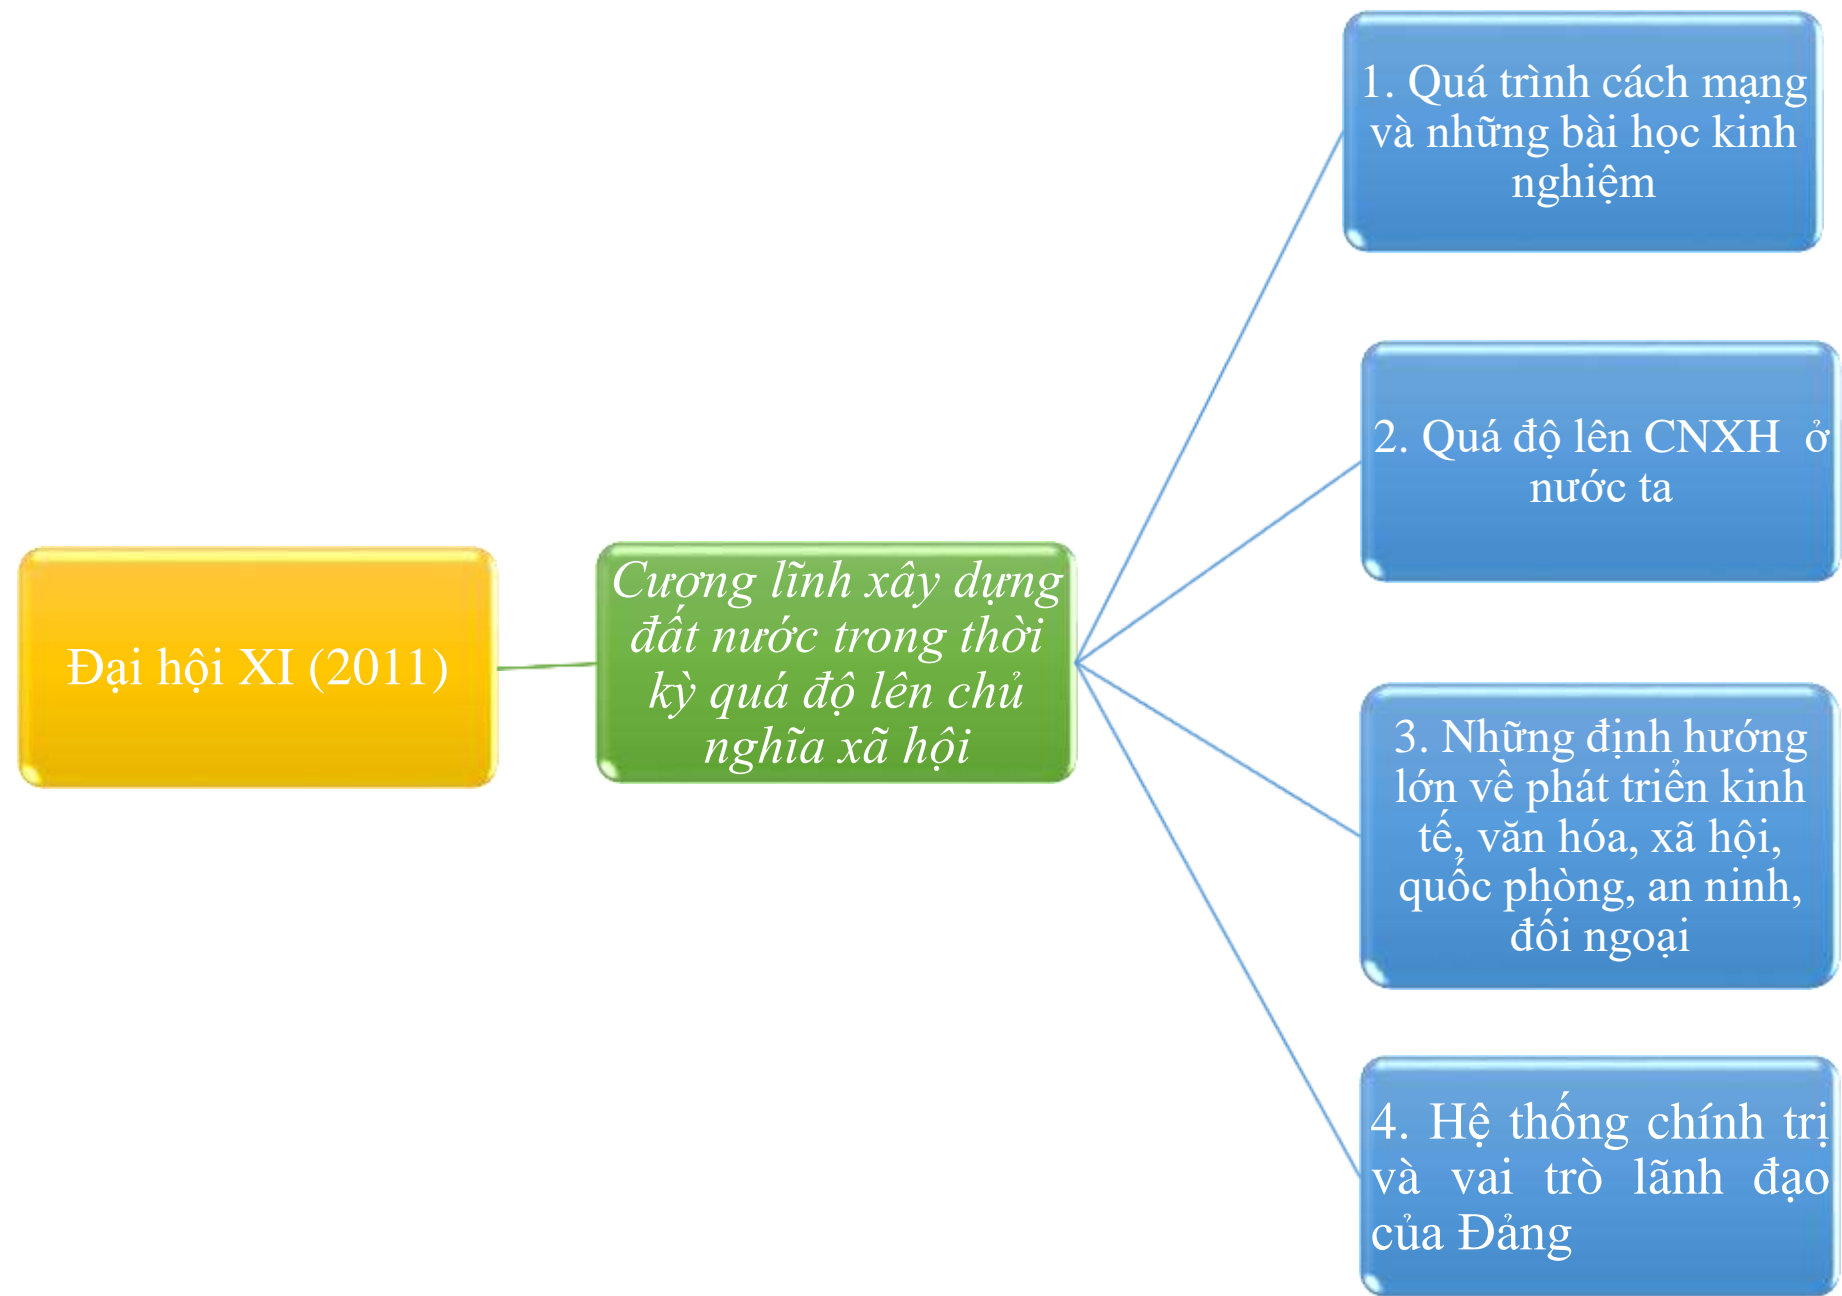 Đại hội XI (2011)
Cương lĩnh xây dựng
đất nước trong thời
kỳ quá độ lên chủ
nghĩa xã hội
1. Quá trình cách mạng
và những bài học kinh
nghiệm
2. Quá độ lên CNXH ở
nước ta
3. Những định hướng
lớn về phát triển kinh
tế, văn hóa, xã hội,
quốc phòng, an ninh,
đối ngoại
4. Hệ thống chính trị
và vai trò lãnh đạo
của Đảng